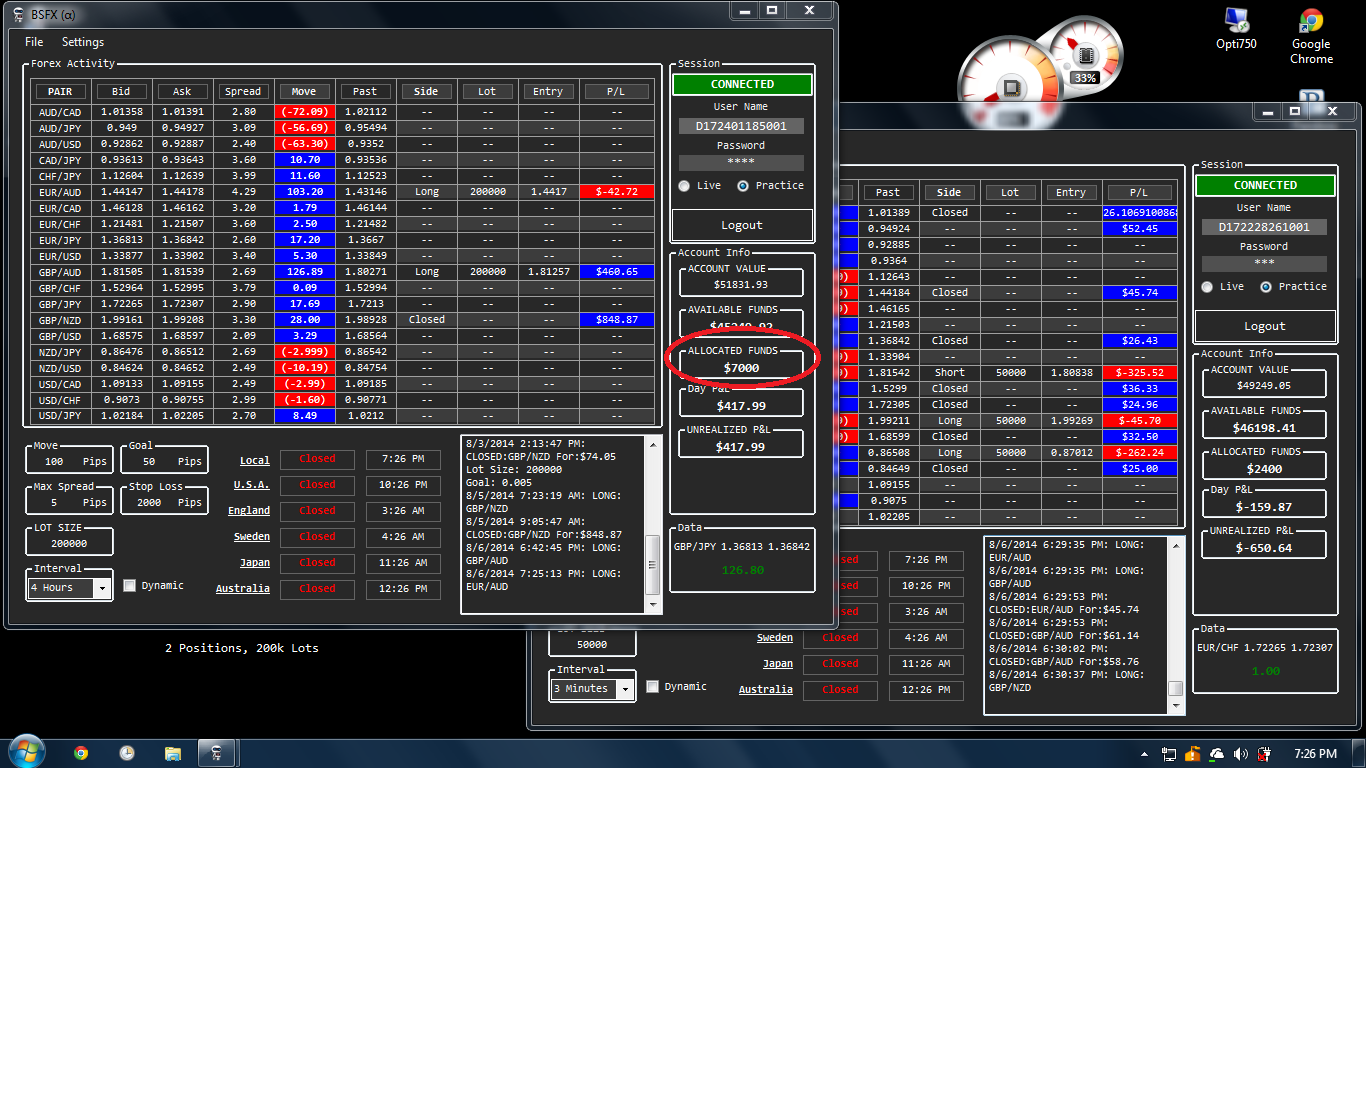 BSFX (α)
File Settings
Forex Activity
PAIR Bid Ask Spread Move Past Side Lot Entry P/L
AUD/CAD 1.01358 1.01391 2.80 (-72.09) 1.02112 -- -- -- --
AUD/JPY 0.949 0.94927 3.09 (-56.69) 0.95494 -- -- -- --
AUD/USD 0.92862 0.92887 2.40 (-63.30) 0.9352 -- -- -- --
CAD/JPY 0.93613 0.93643 3.60 10.70 0.93536 -- -- -- --
CHF/JPY 1.12604 1.12639 3.99 11.60 1.12523 -- -- -- --
EUR/AUD 1.44147 1.44178 4.29 103.20 1.43146 Long 200000 1.4417 $-42.72
EUR/CAD 1.46128 1.46162 3.20 1.79 1.46144 -- -- -- --
EUR/CHF 1.21481 1.21507 3.60 2.50 1.21482 -- -- -- --
EUR/JPY 1.36813 1.36842 2.60 17.20 1.3667 -- -- -- --
EUR/USD 1.33877 1.33902 3.40 5.30 1.33849 -- -- -- --
GBP/AUD 1.81505 1.81539 2.69 126.89 1.80271 Long 200000 1.81257 $460.65
GBP/CHF 1.52964 1.52995 3.79 0.09 1.52994 -- -- -- --
GBP/JPY 1.72265 1.72307 2.90 17.69 1.7213 -- -- -- --
GBP/NZD 1.99161 1.99208 3.30 28.00 1.98928 Closed -- -- $848.87
GBP/USD 1.68575 1.68597 2.09 3.29 1.68564 -- -- -- --
NZD/JPY 0.86476 0.86512 2.69 (-2.999) 0.86542 -- -- -- --
NZD/USD 0.84624 0.84652 2.49 (-10.19) 0.84754 -- -- -- --
USD/CAD 1.09133 1.09155 2.49 (-2.99) 1.09185 -- -- -- --
USD/CHF 0.9073 0.90755 2.99 (-1.60) 0.90771 -- -- -- --
USD/JPY 1.02184 1.02205 2.70 8.49 1.0212 -- -- -- --
Move
100 Pips
Goal
50 Pips
Max Spread
5 Pips
Stop Loss
2000 Pips
LOT SIZE
200000
Interval
4 Hours
Dynamic
Local Closed 7:26 PM
U.S.A. Closed 10:26 PM
England Closed 3:26 AM
Sweden Closed 4:26 AM
Japan Closed 11:26 AM
Australia Closed 12:26 PM
8/3/2014 2:13:47 PM:
CLOSED:GBP/NZD For:$74.05
Lot Size: 200000
Goal: 0.005
8/5/2014 7:23:19 AM: LONG:
GBP/NZD
8/5/2014 9:05:47 AM:
CLOSED:GBP/NZD For:$848.87
8/6/2014 6:42:45 PM: LONG:
GBP/AUD
8/6/2014 7:25:13 PM: LONG:
EUR/AUD
Session
CONNECTED
User Name
D172401185001
Password
****
Live Practice
Logout
Account Info
ACCOUNT VALUE
$51831.93
AVAILABLE FUNDS
$45249.92
ALLOCATED FUNDS
$7000
Day P&L
$417.99
UNREALIZED P&L
$417.99
Data
GBP/JPY 1.36813 1.36842
126.80
2 Positions, 200k Lots
33%
Opti750
Google
Chrome
Past Side Lot Entry P/L
1.01389 Closed -- -- 26.106910086
0.94924 -- -- -- $52.45
0.92885 -- -- -- --
0.9364 -- -- -- --
1.12643 -- -- -- --
1.44184 Closed -- -- $45.74
1.46165 -- -- -- --
1.21503 -- -- -- --
1.36842 Closed -- -- $26.43
1.33904 -- -- -- --
1.81542 Short 50000 1.80838 $-325.52
1.5299 Closed -- -- $36.33
1.72305 Closed -- -- $24.96
1.99211 Long 50000 1.99269 $-45.70
1.68599 Closed -- -- $32.50
0.86508 Long 50000 0.87012 $-262.24
0.84649 Closed -- -- $25.00
1.09155 -- -- -- --
0.9075 -- -- -- --
1.02205 -- -- -- --
50000
Interval
3 Minutes
Dynamic
7:26 PM
10:26 PM
3:26 AM
Sweden Closed 4:26 AM
Japan Closed 11:26 AM
Australia Closed 12:26 PM
8/6/2014 6:29:35 PM: LONG:
EUR/AUD
8/6/2014 6:29:35 PM: LONG:
GBP/AUD
8/6/2014 6:29:53 PM:
CLOSED:EUR/AUD For:$45.74
8/6/2014 6:29:53 PM:
CLOSED:GBP/AUD For:$61.14
8/6/2014 6:30:02 PM:
CLOSED:GBP/AUD For:$58.76
8/6/2014 6:30:37 PM: LONG:
GBP/NZD
Session
CONNECTED
User Name
D172228261001
Password
***
Live Practice
Logout
Account Info
ACCOUNT VALUE
$49249.05
AVAILABLE FUNDS
$46198.41
ALLOCATED FUNDS
$2400
Day P&L
$-159.87
UNREALIZED P&L
$-650.64
Data
EUR/CHF 1.72265 1.72307
1.00
7:26 PM